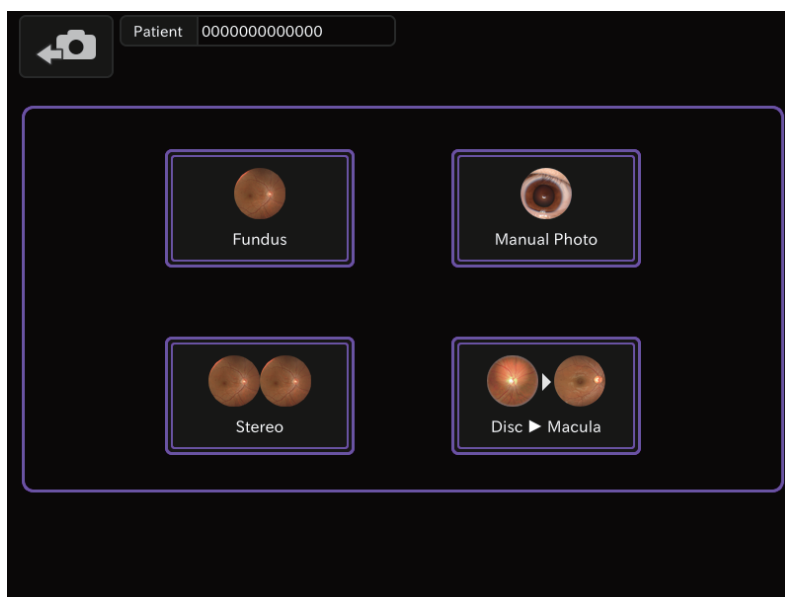 Patient 0000000000000
Fundus
Manual Photo
Stereo
Disc ▶ Macula